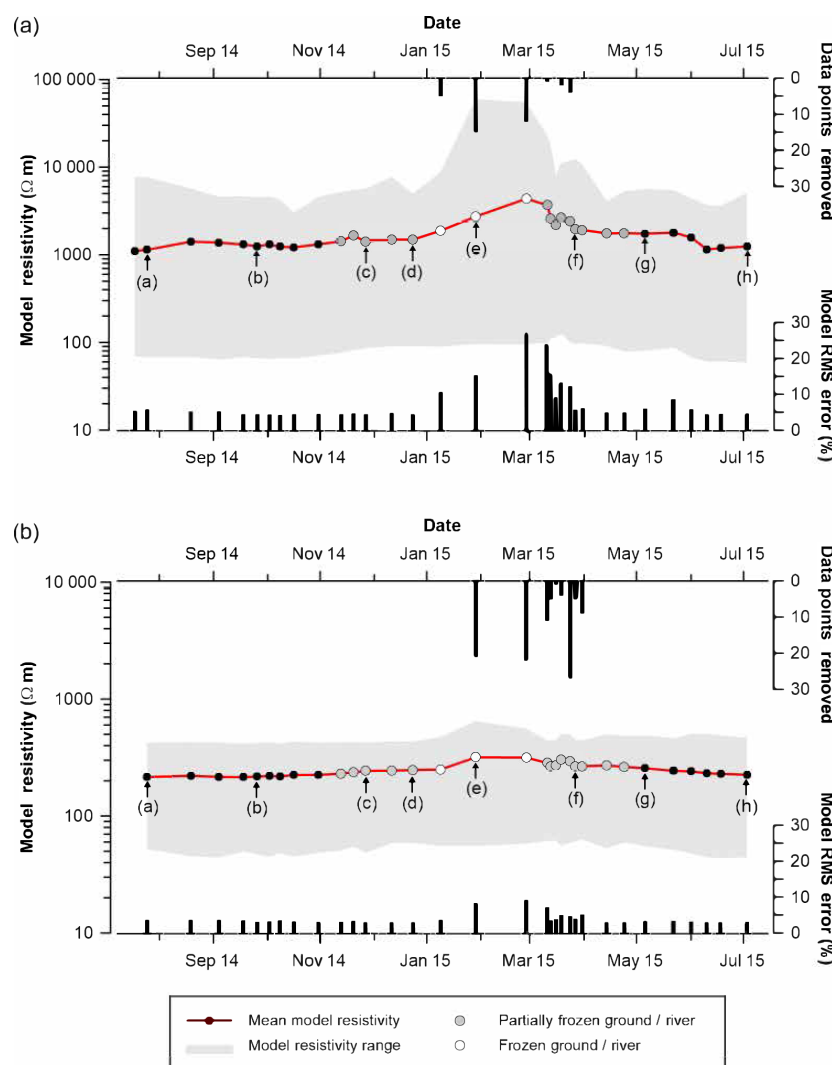 (a)
Date
Sep 14 Nov 14 Jan 15 Mar 15 May 15 Jul 15
100 000
10 000
1000
100
10
Model resistivity (Ω m)
0
10
20
30
Data points removed
(a) (b) (c) (d) (e) (f) (g) (h)
30
20
10
0
Model RMS error (%)
Sep 14 Nov 14 Jan 15 Mar 15 May 15 Jul 15
(b)
Date
Sep 14 Nov 14 Jan 15 Mar 15 May 15 Jul 15
10 000
1000
100
10
Model resistivity (Ω m)
0
10
20
30
Data points removed
(a) (b) (c) (d) (e) (f) (g) (h)
30
20
10
0
Model RMS error (%)
Sep 14 Nov 14 Jan 15 Mar 15 May 15 Jul 15
Mean model resistivity
Partially frozen ground / river
Model resistivity range
Frozen ground / river